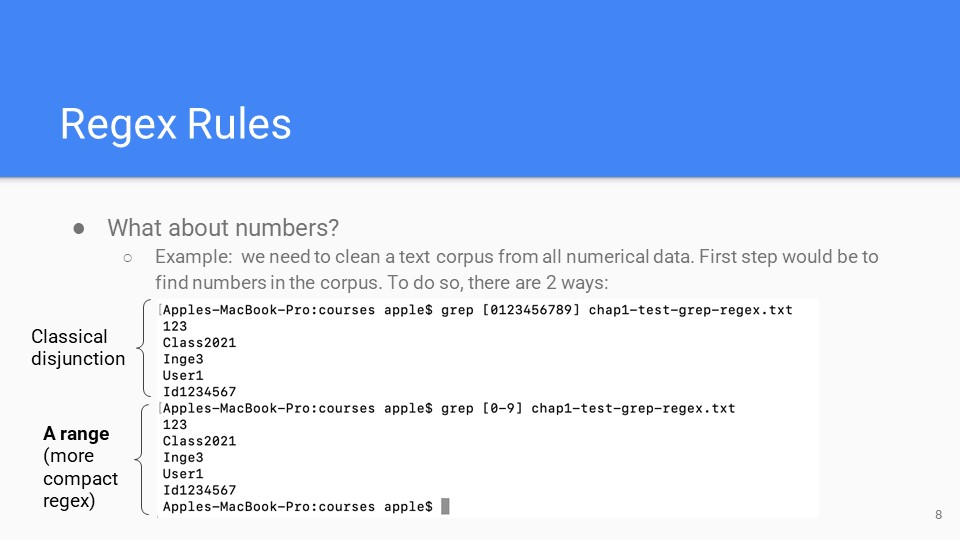 Regex Rules
● What about numbers?
○ Example: we need to clean a text corpus from all numerical data. First step would be to
find numbers in the corpus. To do so, there are 2 ways:
Classical
disjunction
[Apples-MacBook-Pro:courses apple$ grep [0123456789] chap1-test-grep-regex.txt
123
Class2021
Inge3
User1
Id1234567
A range
(more
compact
regex)
[Apples-MacBook-Pro:courses apple$ grep [0-9] chap1-test-grep-regex.txt
123
Class2021
Inge3
User1
Id1234567
Apples-MacBook-Pro:courses apple$
8